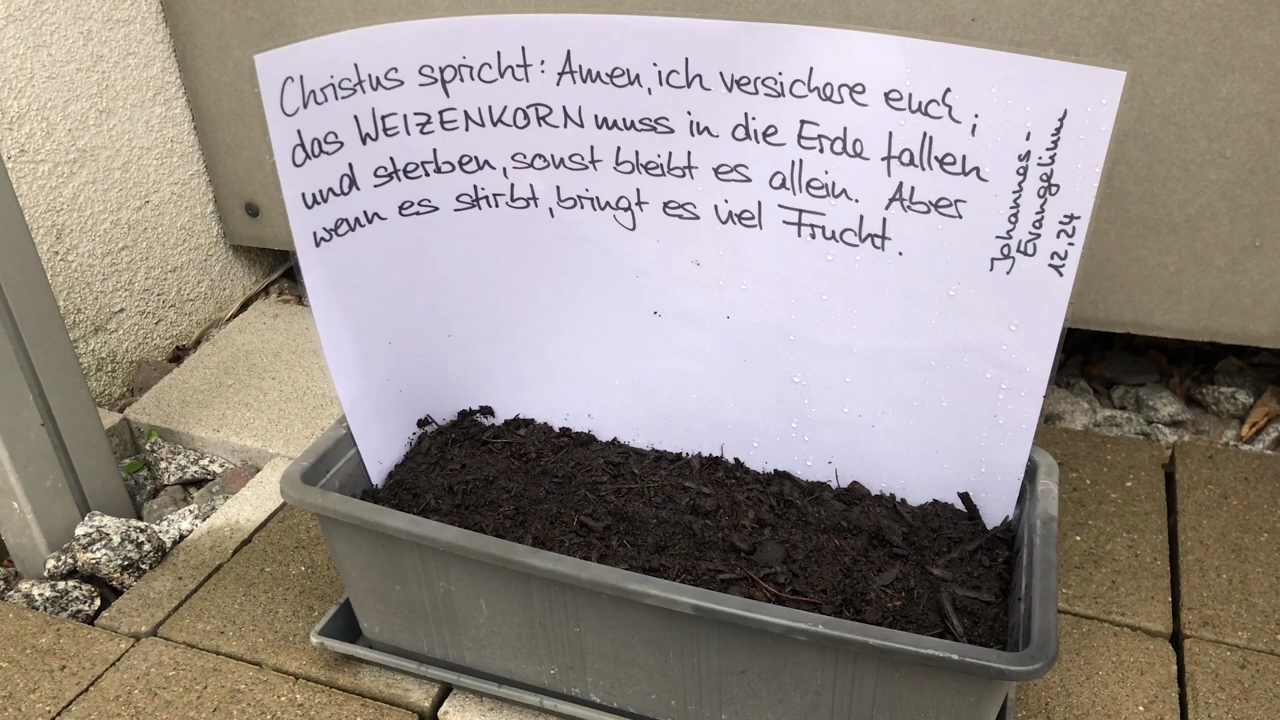 Christus spricht: Amen, ich versichere euch;
das WEIZENKORN muss in die Erde fallen
und sterben, sonst bleibt es allein. Aber
wenn es stirbt, bringt es viel Frucht.
Johannes-
Evangelium
12,24